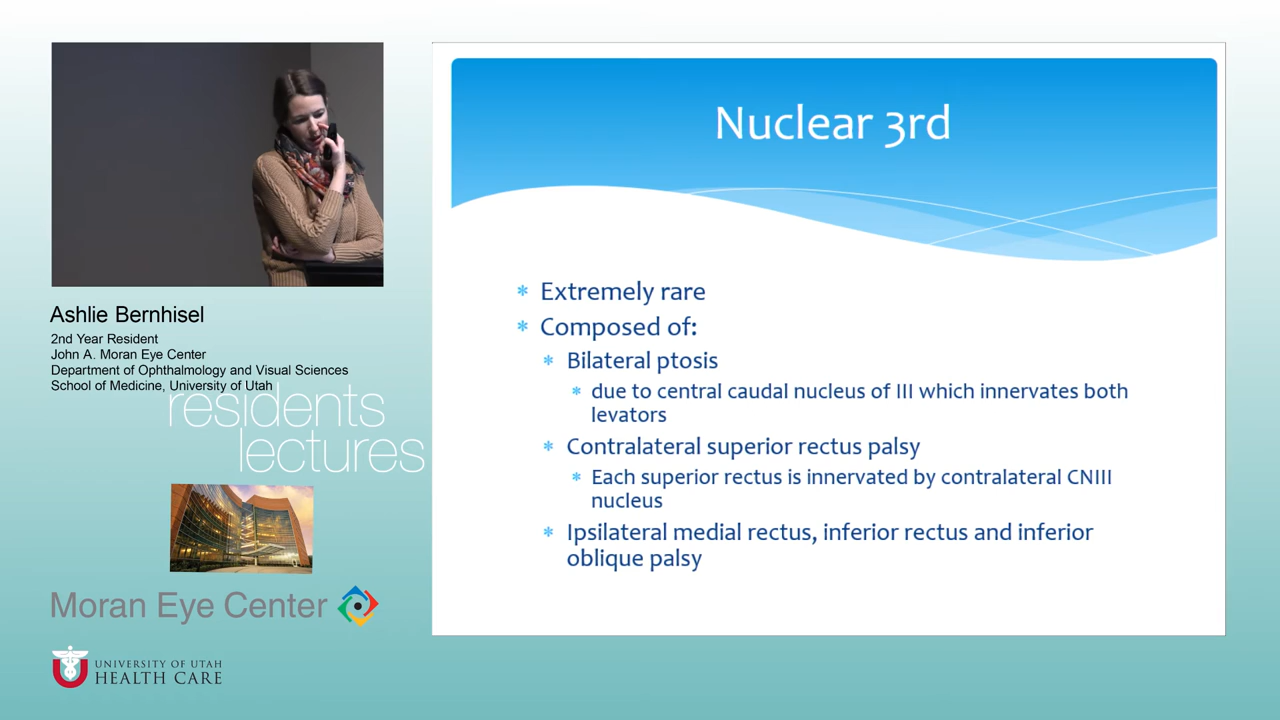 Nuclear 3rd
Ashlie Bernhisel
2nd Year Resident
John A. Moran Eye Center
Department of Ophthalmology and Visual Sciences
School of Medicine, University of Utah
residents
lectures
Moran Eye Center
UNIVERSITY OF UTAH
HEALTH CARE
* Extremely rare
* Composed of:
* Bilateral ptosis
* due to central caudal nucleus of III which innervates both
levators
* Contralateral superior rectus palsy
* Each superior rectus is innervated by contralateral CNIII
nucleus
* Ipsilateral medial rectus, inferior rectus and inferior
oblique palsy